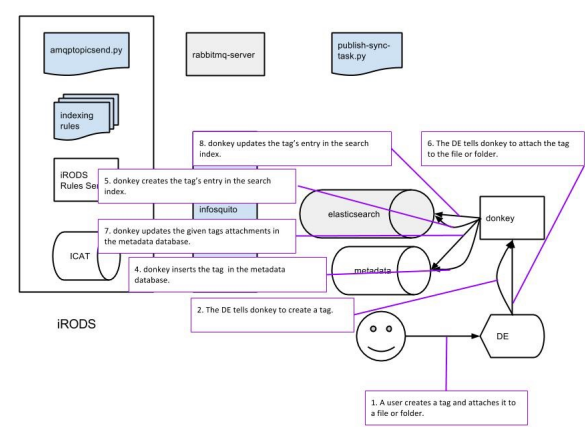 amqptopicsend.py
rabbitmq-server
publish-sync-
task.py
indexing
rules
8. donkey updates the tag's entry in the search
index.
6. The DE tells donkey to attach the tag
to the file or folder.
iRODS
Rules
5. donkey creates the tag's entry in the search
index.
infosquito
elasticsearch
donkey
7. donkey updates the given tags attachments in
the metadata database.
ICAT
4. donkey inserts the tag in the metadata
database.
metadata
2. The DE tells donkey to create a tag.
iRODS
DE
1. A user creates a tag and attaches it to
a file or folder.